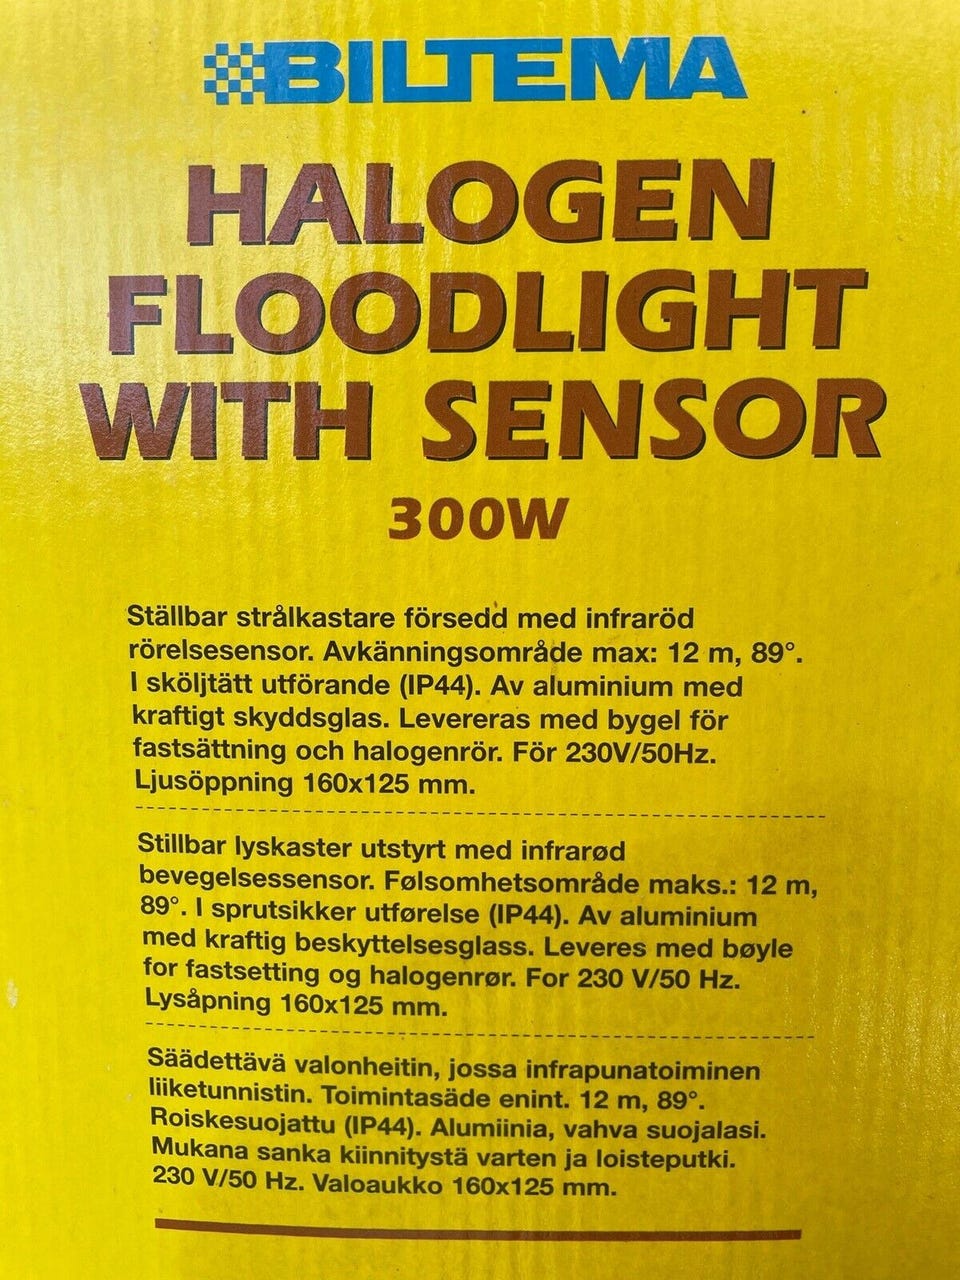 BILTEMA
HALOGEN
FLOODLIGHT
WITH SENSOR
300W
Ställbar strålkastare försedd med infraröd
rörelsesensor. Avkänningsområde max: 12 m, 89°.
I sköljtätt utförande (IP44). Av aluminium med
kraftigt skyddsglas. Levereras med bygel för
fastsättning och halogenrör. För 230V/50Hz.
Ljusöppning 160x125 mm.
Stillbar lyskaster utstyrt med infrarød
bevegelsessensor. Følsomhetsområde maks.: 12 m,
89°. I sprutsikker utførelse (IP44). Av aluminium
med kraftig beskyttelsesglass. Leveres med bøyle
for fastsetting og halogenrør. For 230 V/50 Hz.
Lysåpning 160x125 mm.
Säädettävä valonheitin, jossa infrapunatoiminen
liiketunnistin. Toimintasäde enint. 12 m, 89°.
Roiskesuojattu (IP44). Alumiinia, vahva suojalasi.
Mukana sanka kiinnitystä varten ja loisteputki.
230 V/50 Hz. Valoaukko 160x125 mm.